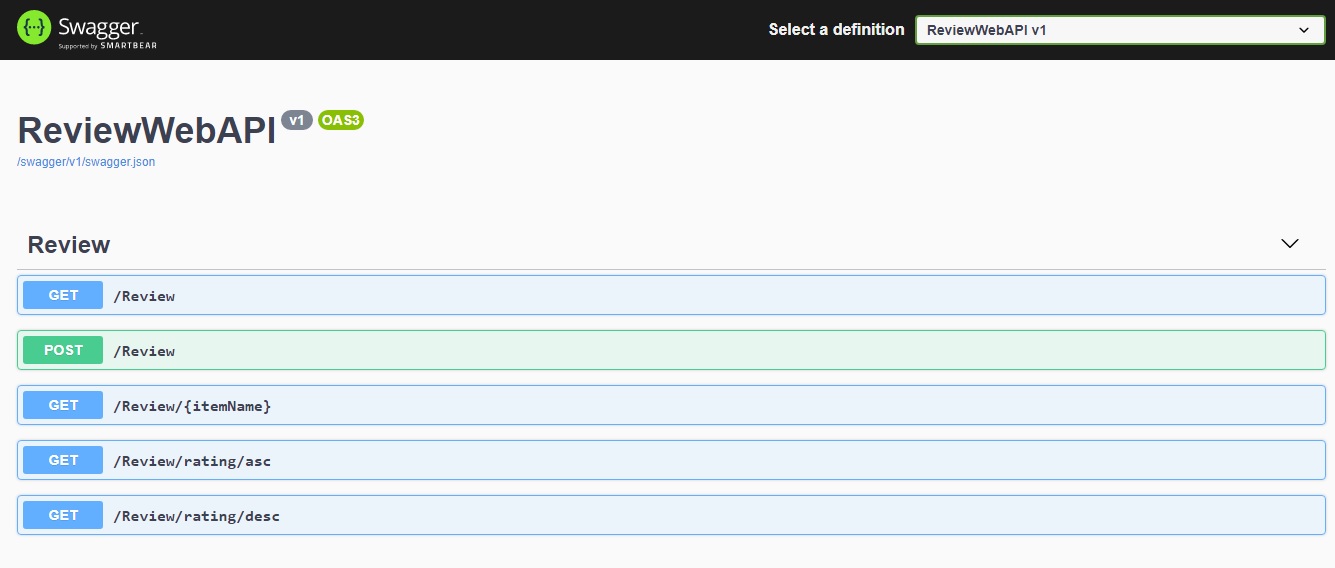 {···} Swagger
Supported by SMARTBEAR
Select a definition
ReviewWebAPI v1
ReviewWebAPI v1 OAS3
/swagger/v1/swagger.json
Review
GET /Review
POST /Review
GET /Review/{itemName}
GET /Review/rating/asc
GET /Review/rating/desc